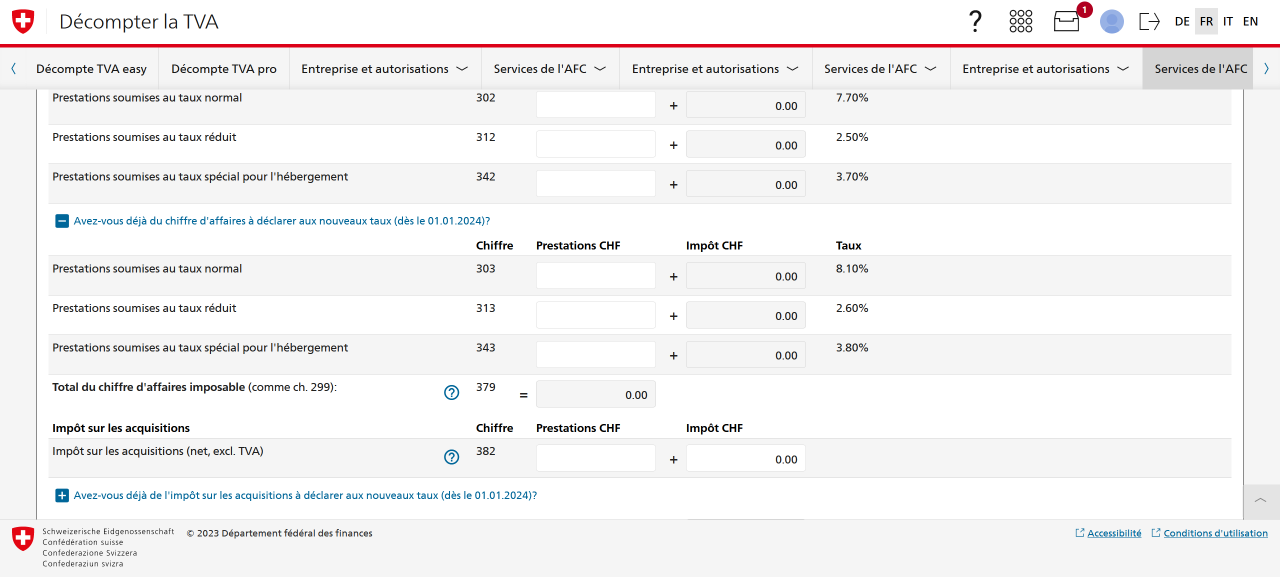 Décompter la TVA
?
1
DE FR IT EN
Décompte TVA easy Décompte TVA pro Entreprise et autorisations Services de l'AFC Entreprise et autorisations Services de l'AFC Entreprise et autorisations Services de l'AFC
Prestations soumises au taux normal 302 + 0.00 7.70%
Prestations soumises au taux réduit 312 + 0.00 2.50%
Prestations soumises au taux spécial pour l'hébergement 342 + 0.00 3.70%
Avez-vous déjà du chiffre d'affaires à déclarer aux nouveaux taux (dès le 01.01.2024)?
Chiffre Prestations CHF Impôt CHF Taux
Prestations soumises au taux normal 303 + 0.00 8.10%
Prestations soumises au taux réduit 313 + 0.00 2.60%
Prestations soumises au taux spécial pour l'hébergement 343 + 0.00 3.80%
Total du chiffre d'affaires imposable (comme ch. 299): ? 379 = 0.00
Impôt sur les acquisitions Chiffre Prestations CHF Impôt CHF
Impôt sur les acquisitions (net, excl. TVA) ? 382 + 0.00
Avez-vous déjà de l'impôt sur les acquisitions à déclarer aux nouveaux taux (dès le 01.01.2024)?
Schweizerische Eidgenossenschaft
Confédération suisse
Confederazione Svizzera
Confederaziun svizra
© 2023 Département fédéral des finances
Accessibilité Conditions d'utilisation